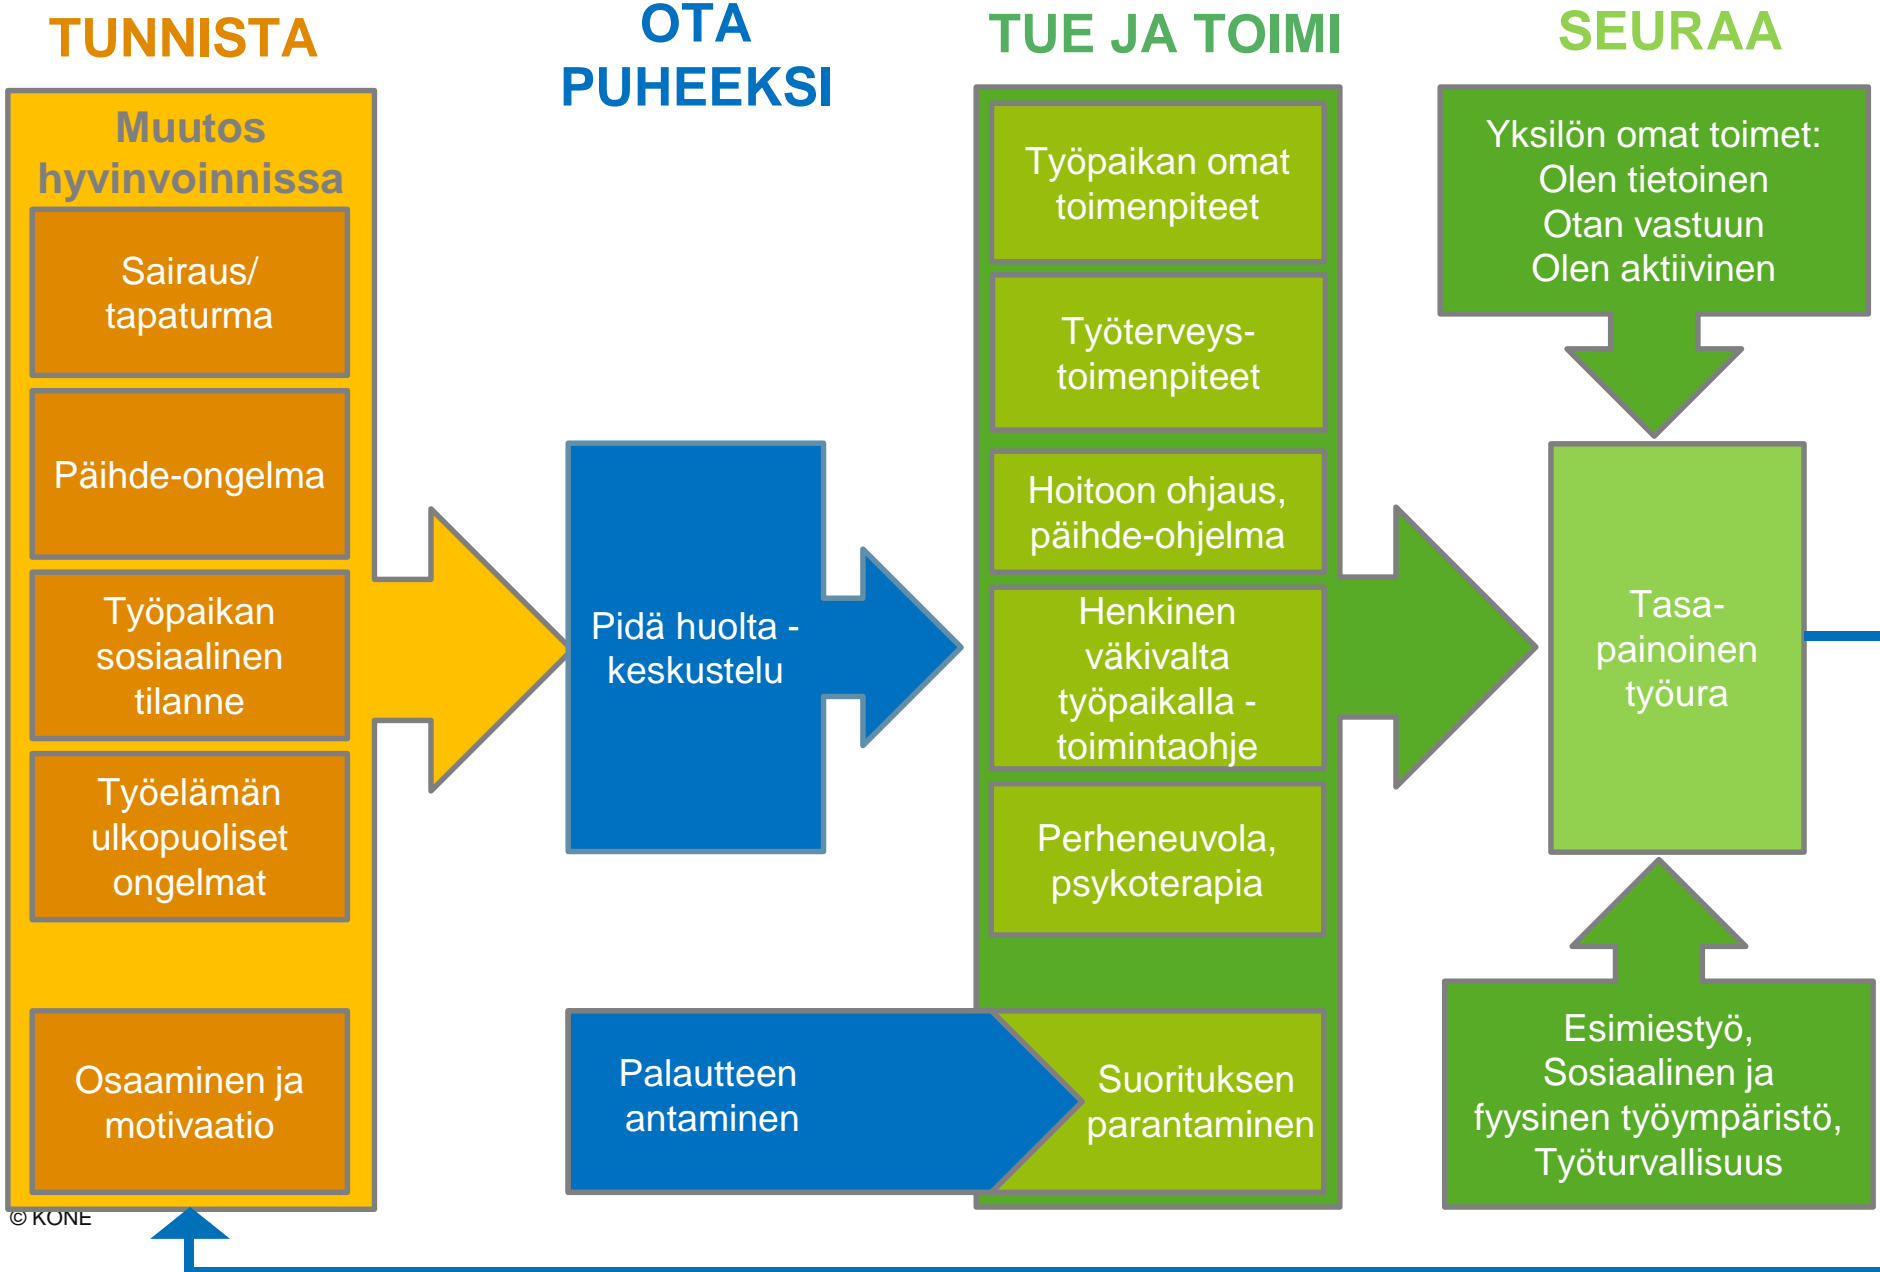 TUNNISTA
Muutos
hyvinvoinnissa
Sairaus/
tapaturma
Päihde-ongelma
Työpaikan
sosiaalinen
tilanne
Työelämän
ulkopuoliset
ongelmat
Osaaminen ja
motivaatio
© KONE
OTA
PUHEEKSI
Pidä huolta -
keskustelu
Palautteen
antaminen
TUE JA TOIMI
Työpaikan omat
toimenpiteet
Työterveys-
toimenpiteet
Hoitoon ohjaus,
päihde-ohjelma
Henkinen
väkivalta
työpaikalla -
toimintaohje
Perheneuvola,
psykoterapia
Suorituksen
parantaminen
SEURAA
Yksilön omat toimet:
Olen tietoinen
Otan vastuun
Olen aktiivinen
Tasa-
painoinen
työura
Esimiestyö,
Sosiaalinen ja
fyysinen työympäristö,
Työturvallisuus